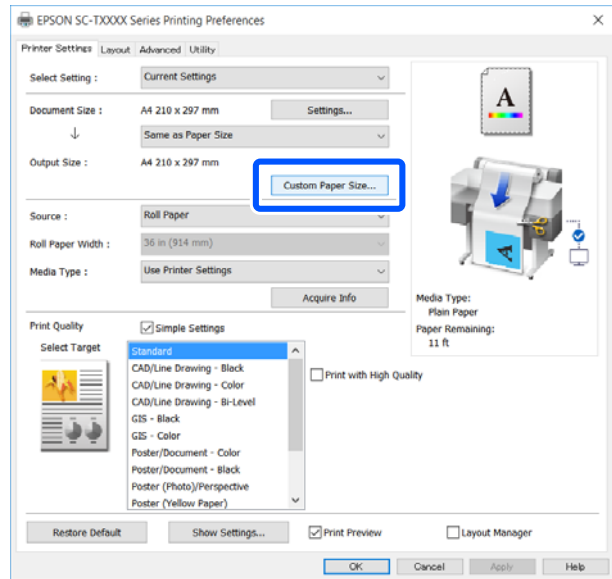 EPSON SC-TXXXX Series Printing Preferences
Printer Settings Layout Advanced Utility
Select Setting : Current Settings
Document Size : A4 210 x 297 mm Settings...
Same as Paper Size
Output Size : A4 210 x 297 mm
Custom Paper Size...
Source : Roll Paper
Roll Paper Width : 36 in (914 mm)
Media Type : Use Printer Settings
Acquire Info
A
A
Media Type:
Plain Paper
Paper Remaining:
11 ft
Print Quality Simple Settings
Select Target
Standard
CAD/Line Drawing - Black
CAD/Line Drawing - Color
CAD/Line Drawing - Bi-Level
GIS - Black
GIS - Color
Poster/Document - Color
Poster/Document - Black
Poster (Photo)/Perspective
Poster (Yellow Paper)
Print with High Quality
Restore Default Show Settings... Print Preview Layout Manager
OK Cancel Apply Help